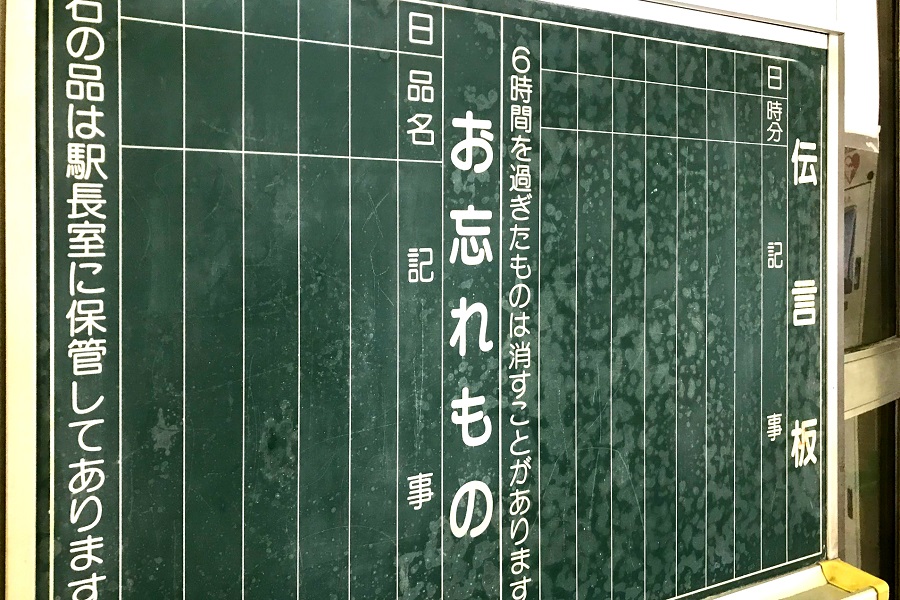 伝言板
日 時分 記事
6時間を過ぎたものは消すことがあります
お忘れもの
日 品名 記事
右の品は駅長室に保管してあります